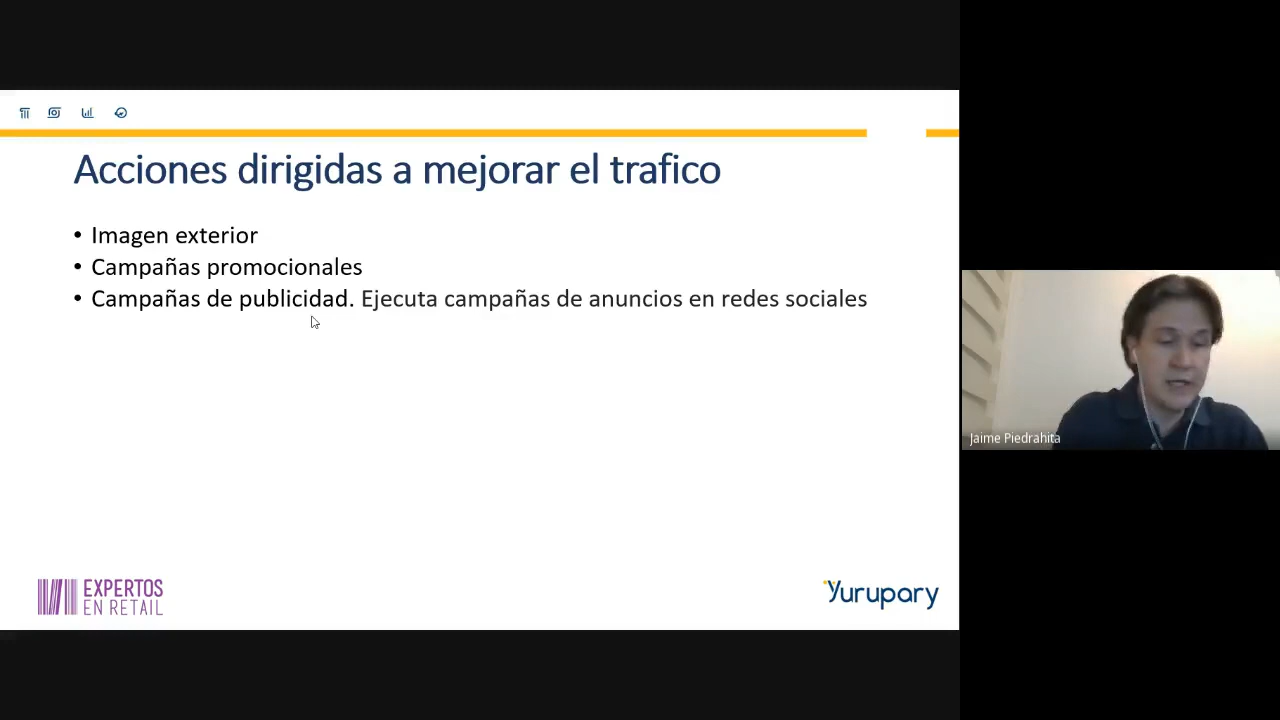 Acciones dirigidas a mejorar el trafico
• Imagen exterior
• Campañas promocionales
• Campañas de publicidad. Ejecuta campañas de anuncios en redes sociales
Jaime Piedrahita
EXPERTOS
EN RETAIL
Yurupary